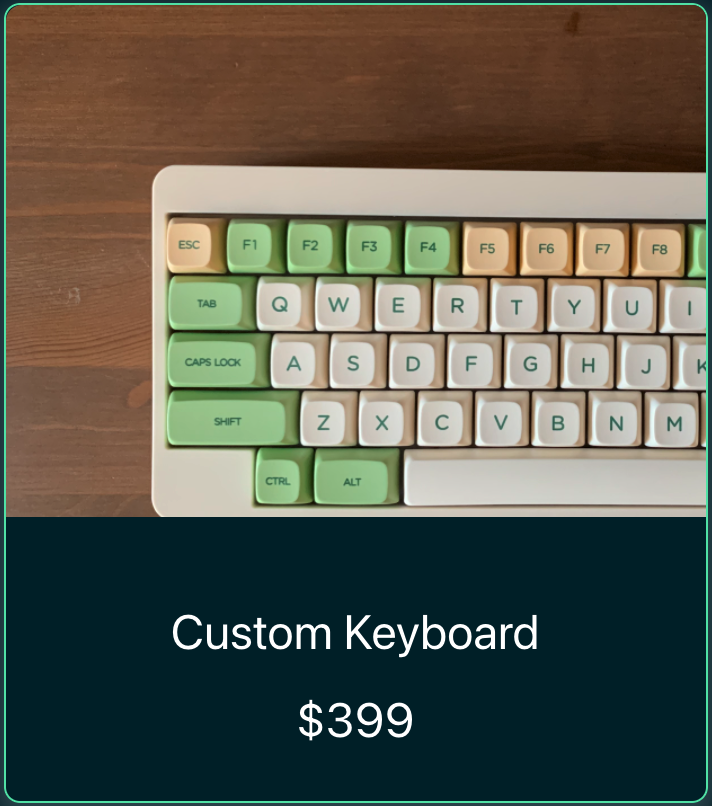 ESC F1 F2 F3 F4 F5 F6 F7 F8
TAB Q W E R T Y U I
CAPS LOCK A S D F G H J K
SHIFT Z X C V B N M
CTRL ALT
Custom Keyboard
$399